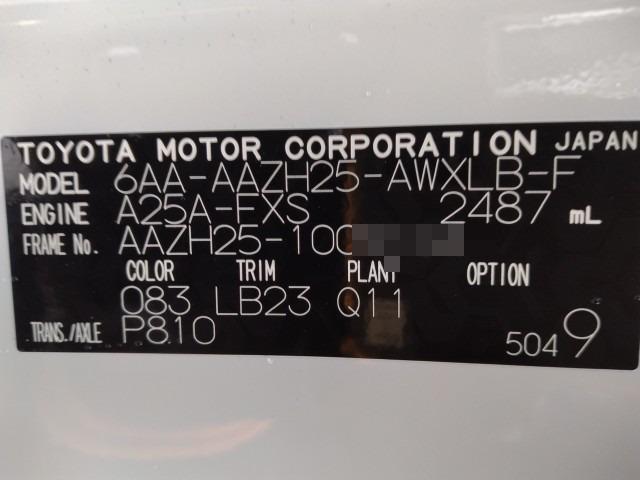 TOYOTA MOTOR CORPORATION JAPAN
MODEL 6AA-AAZH25-AWXLB-F
ENGINE A25A-FXS 2487 mL
FRAME No. AAZH25-100
COLOR TRIM PLANT OPTION
083 LB23 Q11
TRANS./AXLE P810
5049